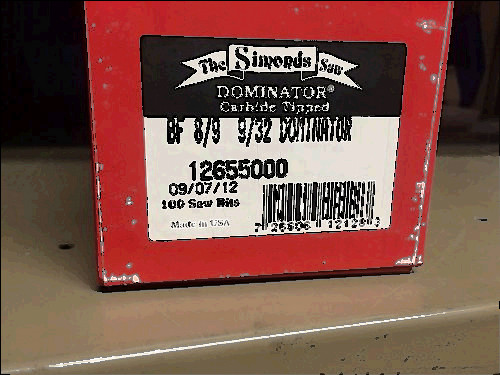 The Simonds Saw
DOMINATOR®
Carbide Tipped
BF 8/9 9/32 DOMINATOR
12655000
09/07/12
100 Saw Bits
Made in USA